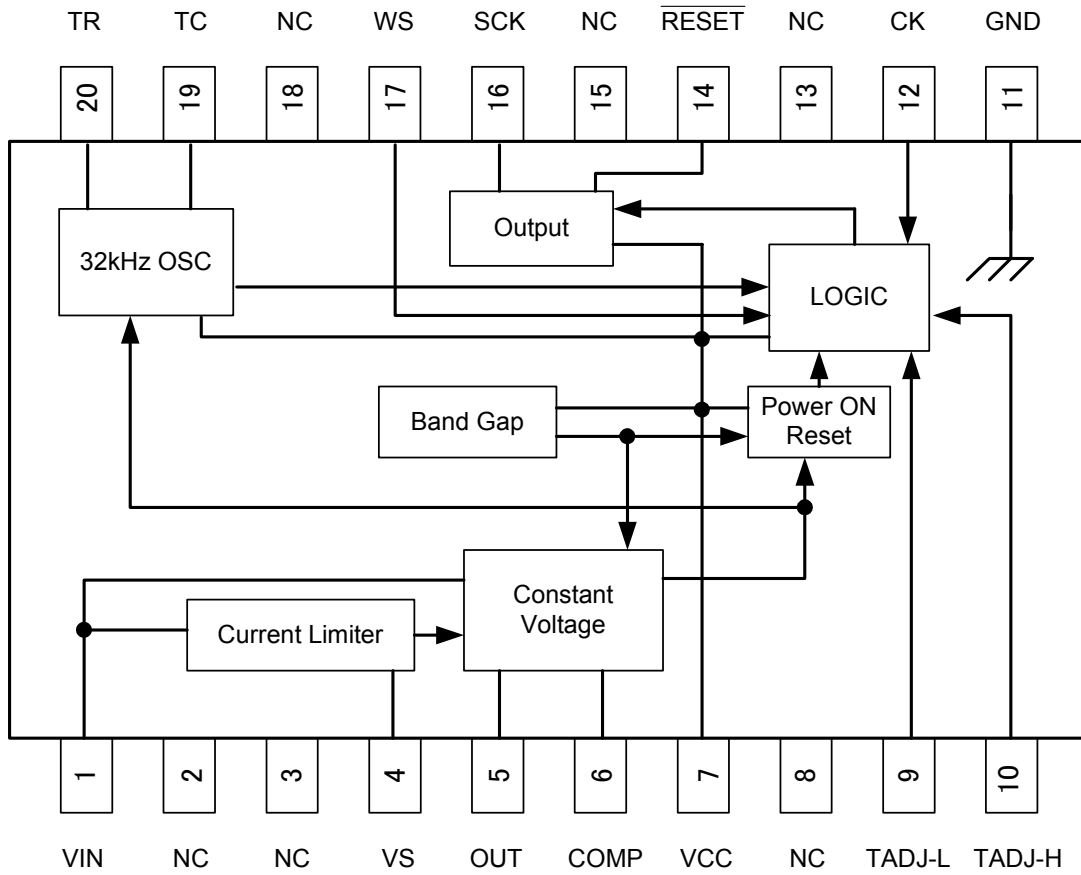 TR TC NC WS SCK NC RESET NC CK GND
20 19 18 17 16 15 14 13 12 11
Output
32kHz OSC
LOGIC
Band Gap
Power ON
Reset
Constant
Voltage
Current Limiter
1 2 3 4 5 6 7 8 9 10
VIN NC NC VS OUT COMP VCC NC TADJ-L TADJ-H